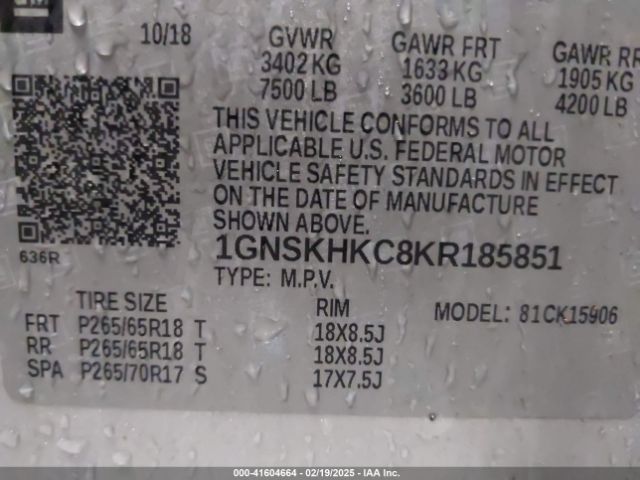 10/18 GVWR GAWR FRT GAWR RR
3402 KG 1633 KG 1905 KG
7500 LB 3600 LB 4200 LB
THIS VEHICLE CONFORMS TO ALL
APPLICABLE U.S. FEDERAL MOTOR
VEHICLE SAFETY STANDARDS IN EFFECT
ON THE DATE OF MANUFACTURE
SHOWN ABOVE.
636R
1GNSKHKC8KR185851
TYPE: M.P.V.
TIRE SIZE RIM MODEL: 81CK15906
FRT P265/65R18 T 18X8.5J
RR P265/65R18 T 18X8.5J
SPA P265/70R17 S 17X7.5J
000-41604664 - 02/19/2025 - IAA Inc.